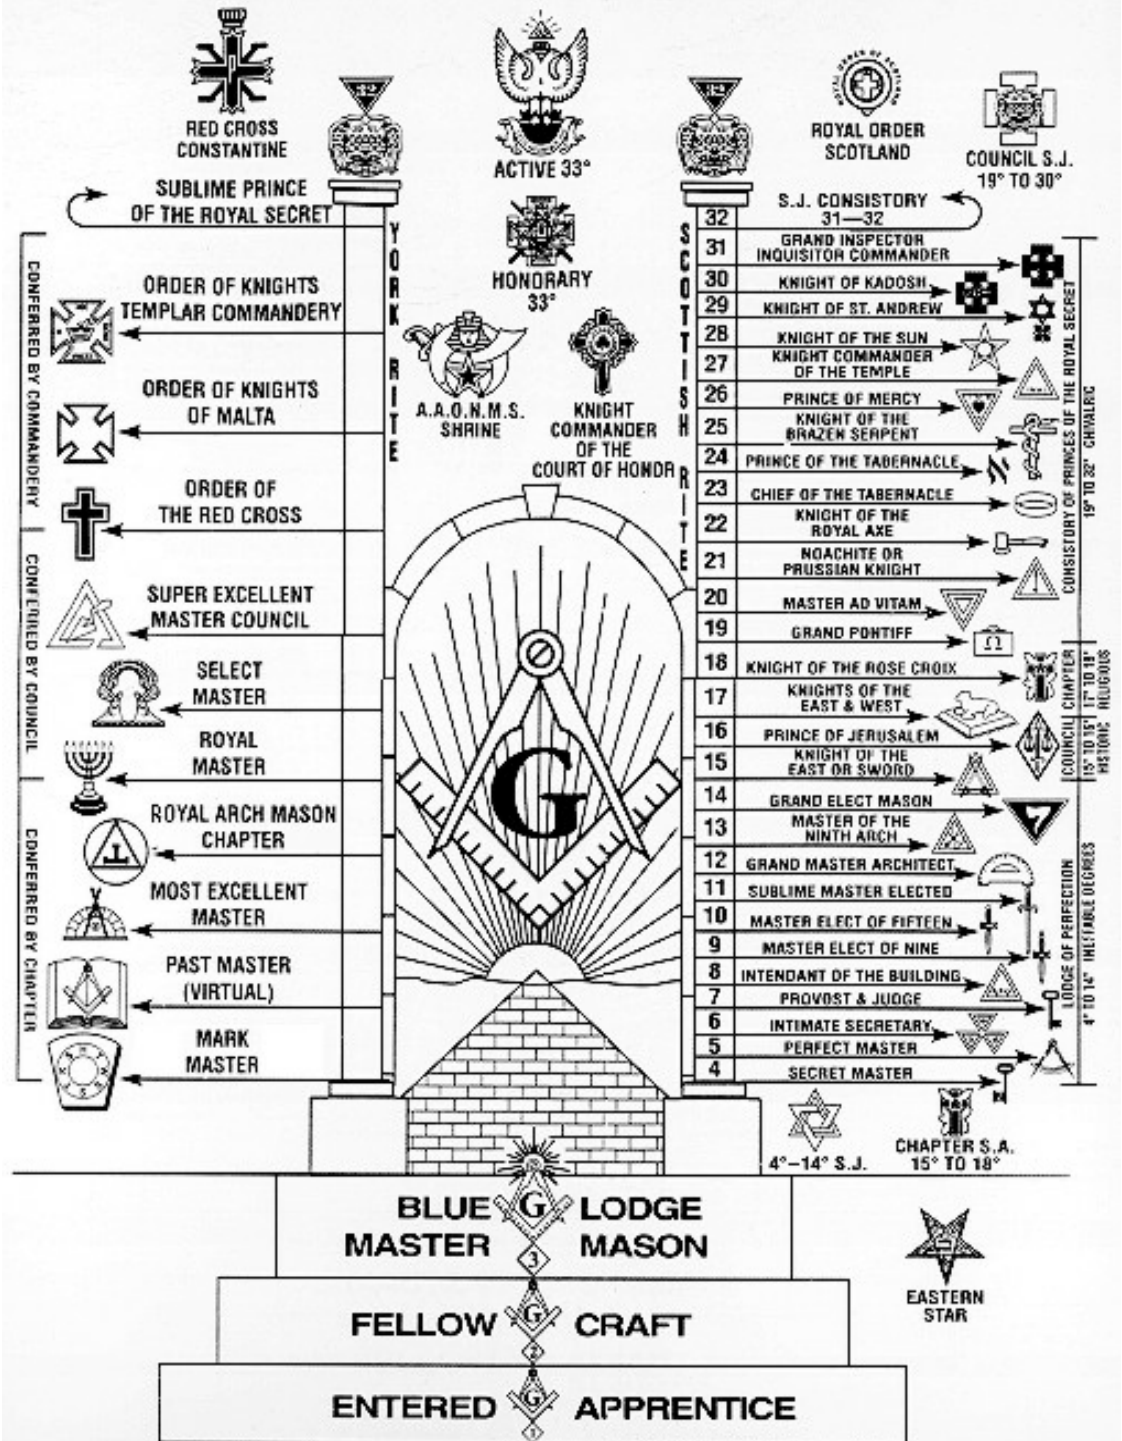 RED CROSS
CONSTANTINE
ACTIVE 33°
ROYAL ORDER OF SCOTLAND
ROYAL ORDER
SCOTLAND
COUNCIL S.J.
19° TO 30°
32
32
SUBLIME PRINCE
OF THE ROYAL SECRET
HONORARY
33°
A.A.O.N.M.S.
SHRINE
KNIGHT
COMMANDER
OF THE
COURT OF HONOR
YORK RITE
SCOTTISH RITE
CONFERRED BY COMMANDERY
ORDER OF KNIGHTS
TEMPLAR COMMANDERY
ORDER OF KNIGHTS
OF MALTA
ORDER OF
THE RED CROSS
CONFERRED BY COUNCIL
SUPER EXCELLENT
MASTER COUNCIL
SELECT
MASTER
ROYAL
MASTER
CONFERRED BY CHAPTER
ROYAL ARCH MASON
CHAPTER
MOST EXCELLENT
MASTER
PAST MASTER
(VIRTUAL)
MARK
MASTER
32
S.J. CONSISTORY
31—32
31
GRAND INSPECTOR
INQUISITOR COMMANDER
30
KNIGHT OF KADOSH
29
KNIGHT OF ST. ANDREW
28
KNIGHT OF THE SUN
27
KNIGHT COMMANDER
OF THE TEMPLE
26
PRINCE OF MERCY
25
KNIGHT OF THE
BRAZEN SERPENT
24
PRINCE OF THE TABERNACLE
23
CHIEF OF THE TABERNACLE
22
KNIGHT OF THE
ROYAL AXE
21
NOACHITE OR
PRUSSIAN KNIGHT
20
MASTER AD VITAM
19
GRAND PONTIFF
Ω
18
KNIGHT OF THE ROSE CROIX
17
KNIGHTS OF THE
EAST & WEST
16
PRINCE OF JERUSALEM
15
KNIGHT OF THE
EAST OR SWORD
14
GRAND ELECT MASON
13
MASTER OF THE
NINTH ARCH
12
GRAND MASTER ARCHITECT
11
SUBLIME MASTER ELECTED
10
MASTER ELECT OF FIFTEEN
9
MASTER ELECT OF NINE
8
INTENDANT OF THE BUILDING
7
PROVOST & JUDGE
6
INTIMATE SECRETARY
5
PERFECT MASTER
4
SECRET MASTER
CONSISTORY OF PRINCES OF THE ROYAL SECRET
19° TO 32° CHIVALRIC
CHAPTER
17° TO 18°
RELIGIOUS
COUNCIL
15° TO 16°
HISTORIC
LODGE OF PERFECTION
4° TO 14° INEFFABLE DEGREES
G
4°–14° S.J.
CHAPTER S.A.
15° TO 18°
BLUE G LODGE
MASTER 3 MASON
FELLOW G CRAFT
2
ENTERED G APPRENTICE
1
EASTERN
STAR